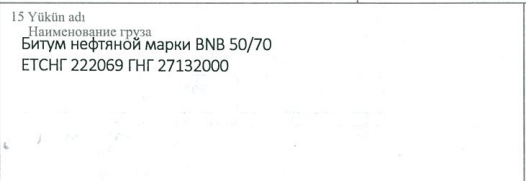 15 Yükün adı
Наименование груза
Битум нефтяной марки BNB 50/70
ЕТСНГ 222069 ГНГ 27132000